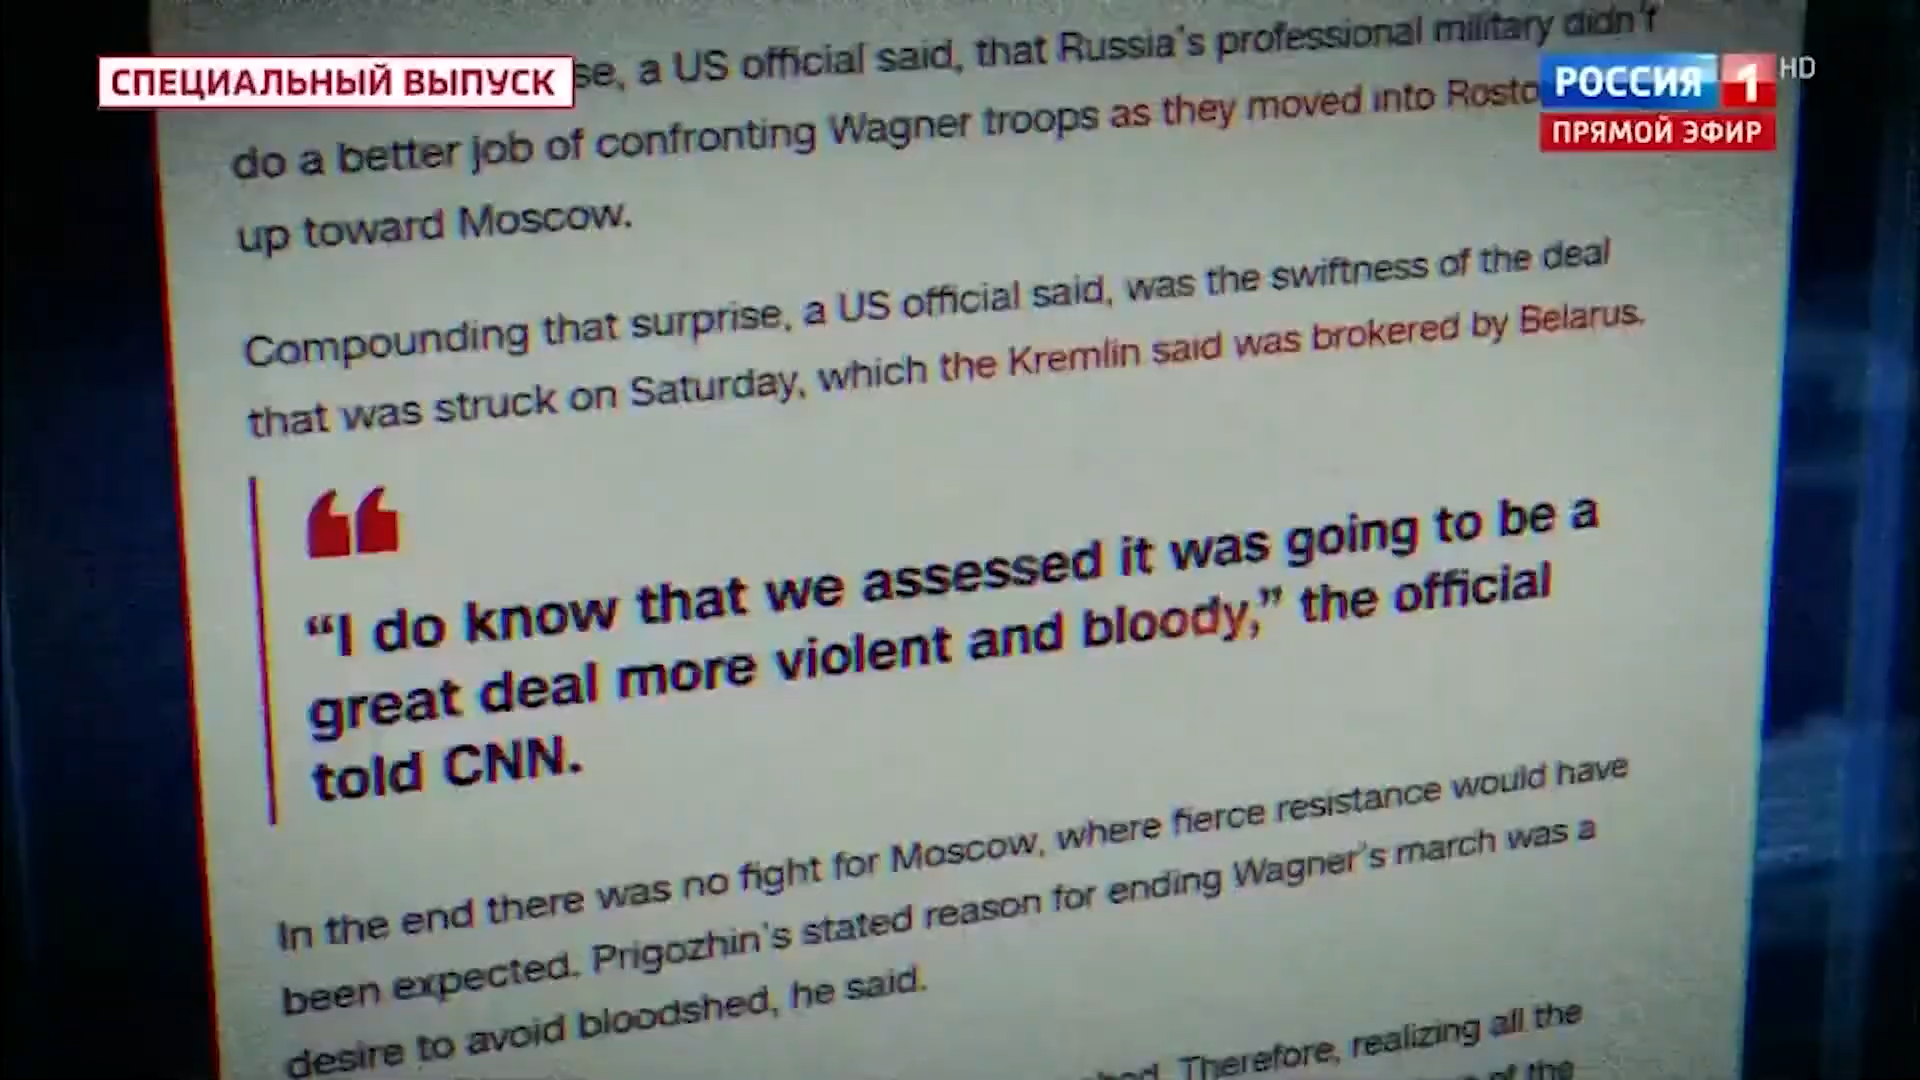 СПЕЦИАЛЬНЫЙ ВЫПУСК
РОССИЯ 1 HD
ПРЯМОЙ ЭФИР
a US official said, that Russia's professional military didn't
do a better job of confronting Wagner troops as they moved into
up toward Moscow.
Compounding that surprise, a US official said, was the swiftness of the deal
that was struck on Saturday, which the Kremlin said was brokered by Belarus.
“I do know that we assessed it was going to be a
great deal more violent and bloody,” the official
told CNN.
In the end there was no fight for Moscow, where fierce resistance would have
been expected. Prigozhin's stated reason for ending Wagner's march was a
desire to avoid bloodshed, he said.
Therefore, realizing all the
of the